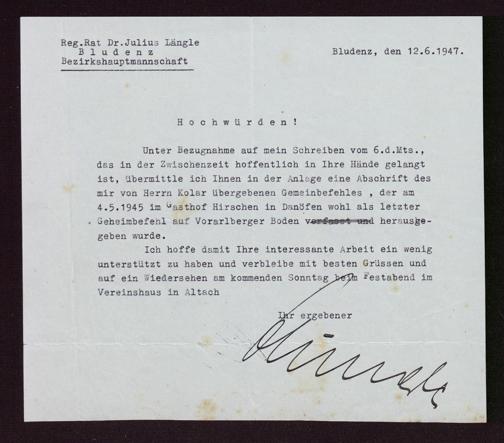 Reg.Rat Dr.Julius Längle
Bludenz
Bezirkshauptmannschaft
Bludenz, den 12.6.1947.
Hochwürden!
Unter Bezugnahme auf mein Schreiben vom 6.d.Mts.,
das in der Zwischenzeit hoffentlich in Ihre Hände gelangt
ist, übermittle ich Ihnen in der Anlage eine Abschrift des
mir von Herrn Kolar übergebenen Gemeinbefehles , der am
4.5.1945 im Gasthof Hirschen in Danöfen wohl als letzter
Geheimbefehl auf Vorarlberger Boden verfasst und herausge-
geben wurde.
Ich hoffe damit Ihre interessante Arbeit ein wenig
unterstützt zu haben und verbleibe mit besten Grüssen und
auf ein Wiedersehen am kommenden Sonntag beim Festabend im
Vereinshaus in Altach
Ihr ergebener